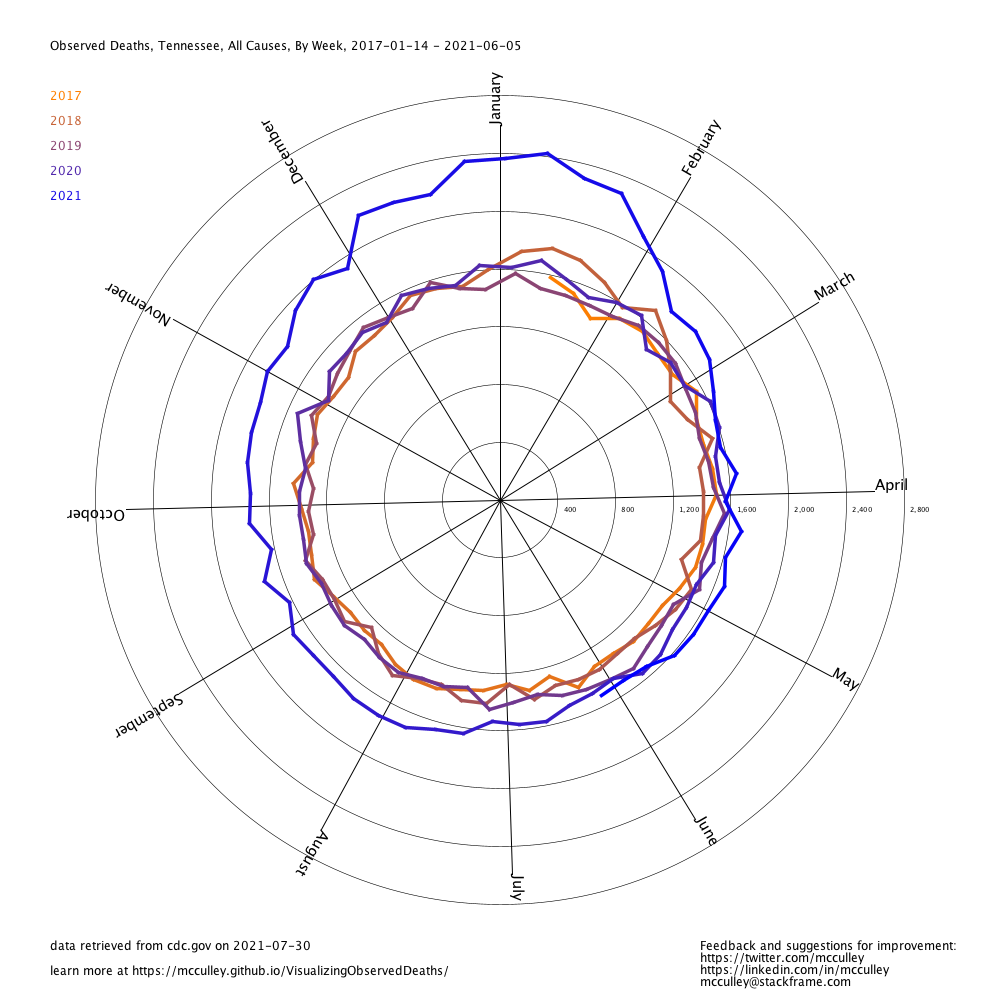 Observed Deaths, Tennessee, All Causes, By Week, 2017-01-14 - 2021-06-05
2017
2018
2019
2020
2021
January
February
March
April
May
June
July
August
September
October
November
December
400
800
1,200
1,600
2,000
2,400
2,800
data retrieved from cdc.gov on 2021-07-30
learn more at https://mcculley.github.io/VisualizingObservedDeaths/
Feedback and suggestions for improvement:
https://twitter.com/mcculley
https://linkedin.com/in/mcculley
mcculley@stackframe.com